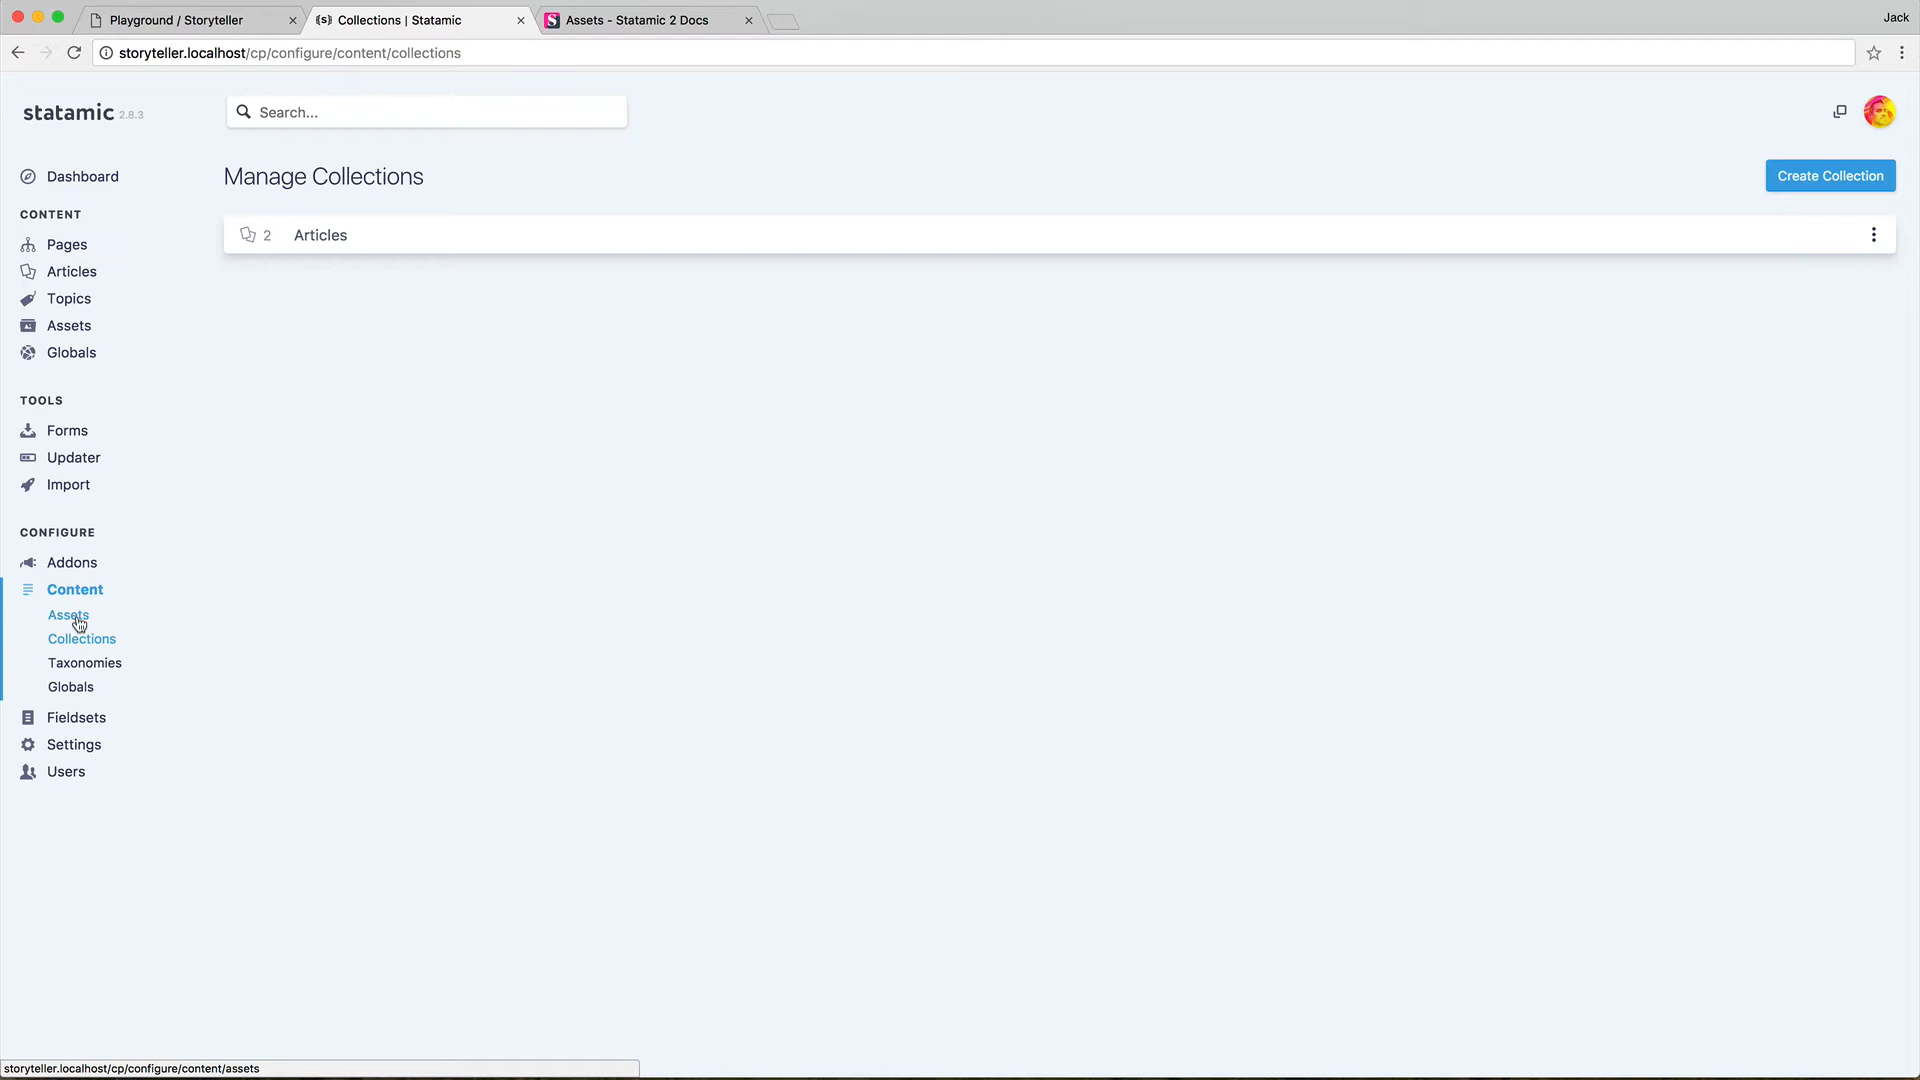 Playground / Storyteller
{s} Collections | Statamic
S Assets - Statamic 2 Docs
Jack
storyteller.localhost/cp/configure/content/collections
statamic 2.8.3
Search...
Dashboard
Manage Collections
Create Collection
CONTENT
Pages
2 Articles
Articles
Topics
Assets
Globals
TOOLS
Forms
Updater
Import
CONFIGURE
Addons
Content
Assets
Collections
Taxonomies
Globals
Fieldsets
Settings
Users
storyteller.localhost/cp/configure/content/assets